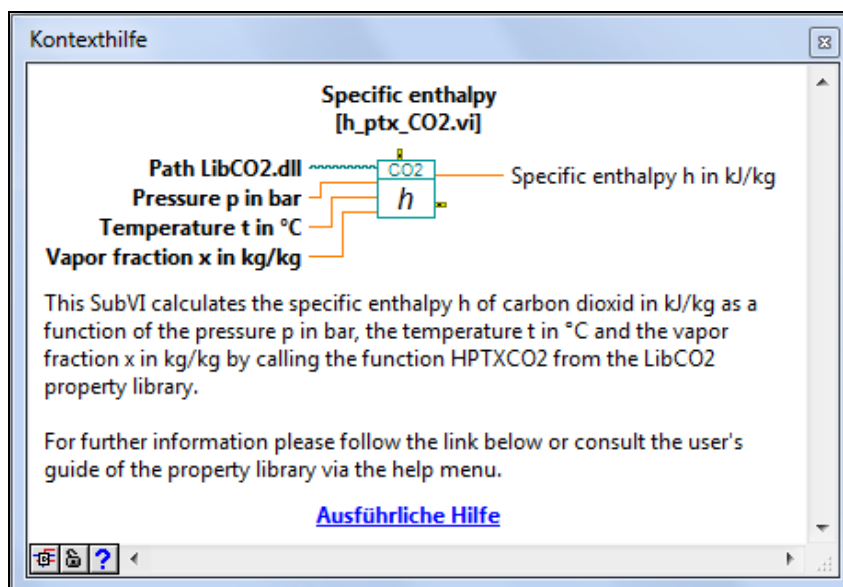 Kontexthilfe
Specific enthalpy
[h_ptx_CO2.vi]
Path LibCO2.dll
CO2
Specific enthalpy h in kJ/kg
Pressure p in bar
h
Temperature t in °C
Vapor fraction x in kg/kg
This SubVI calculates the specific enthalpy h of carbon dioxid in kJ/kg as a
function of the pressure p in bar, the temperature t in °C and the vapor
fraction x in kg/kg by calling the function HPTXCO2 from the LibCO2
property library.
For further information please follow the link below or consult the user's
guide of the property library via the help menu.
Ausführliche Hilfe
?